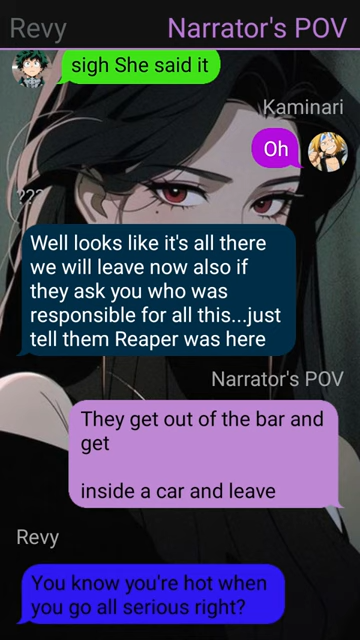 Revy
Narrator's POV
sigh She said it
Kaminari
Oh
???
Well looks like it's all there
we will leave now also if
they ask you who was
responsible for all this...just
tell them Reaper was here
Narrator's POV
They get out of the bar and
get
inside a car and leave
Revy
You know you're hot when
you go all serious right?